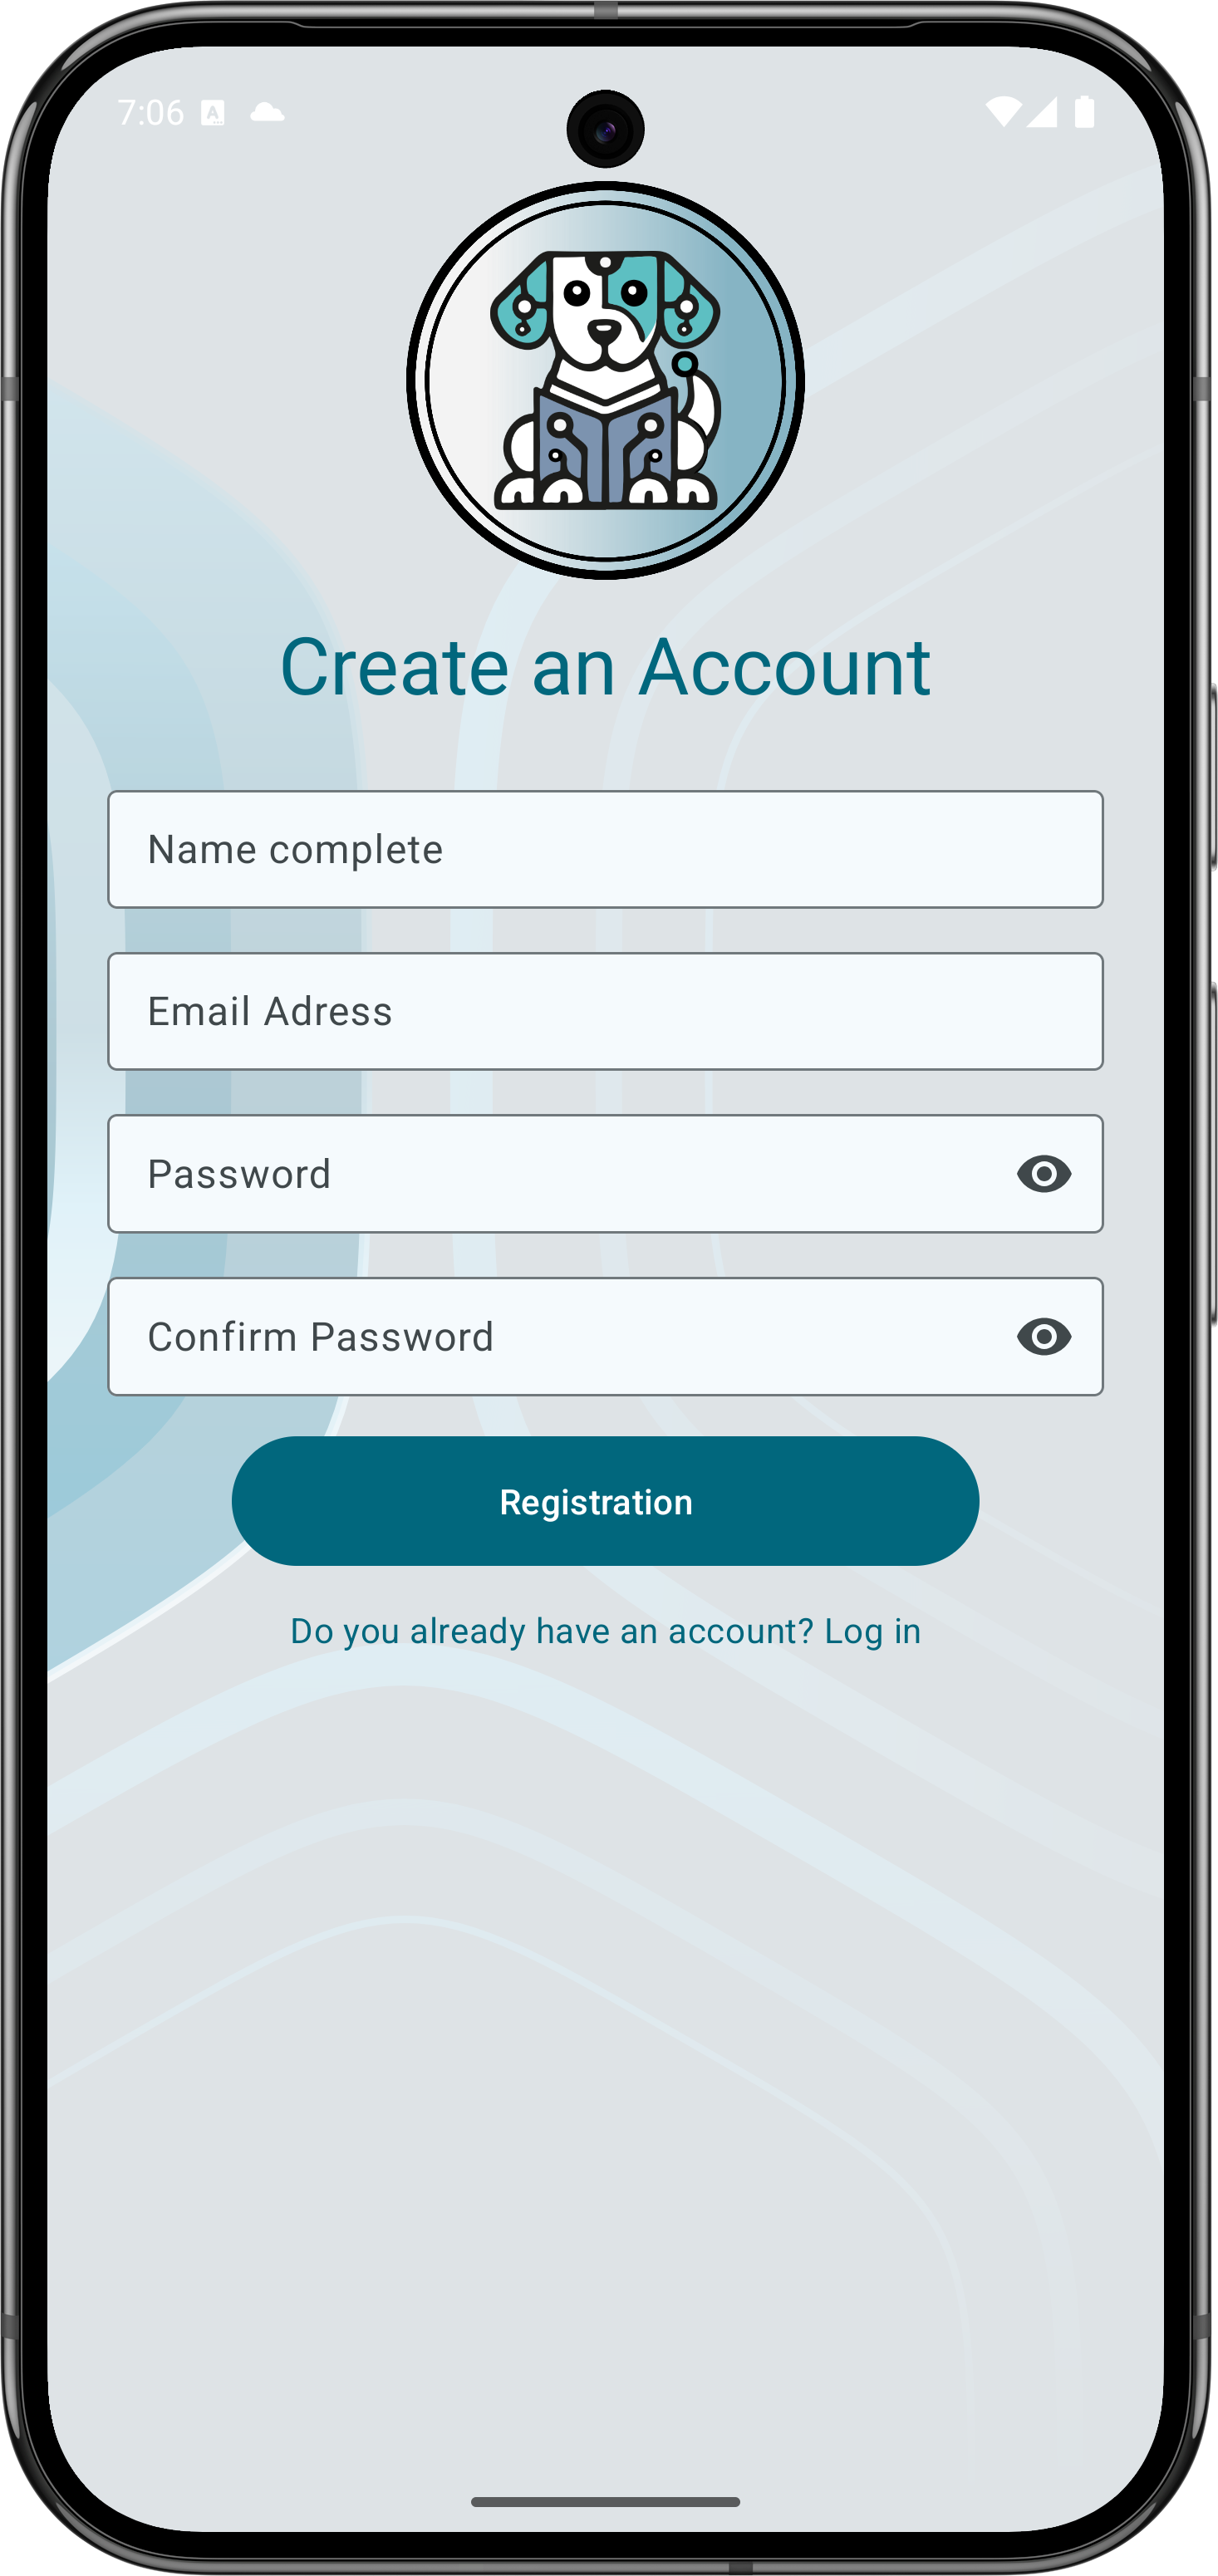 7:06
Create an Account
Name complete
Email Adress
Password
Confirm Password
Registration
Do you already have an account? Log in